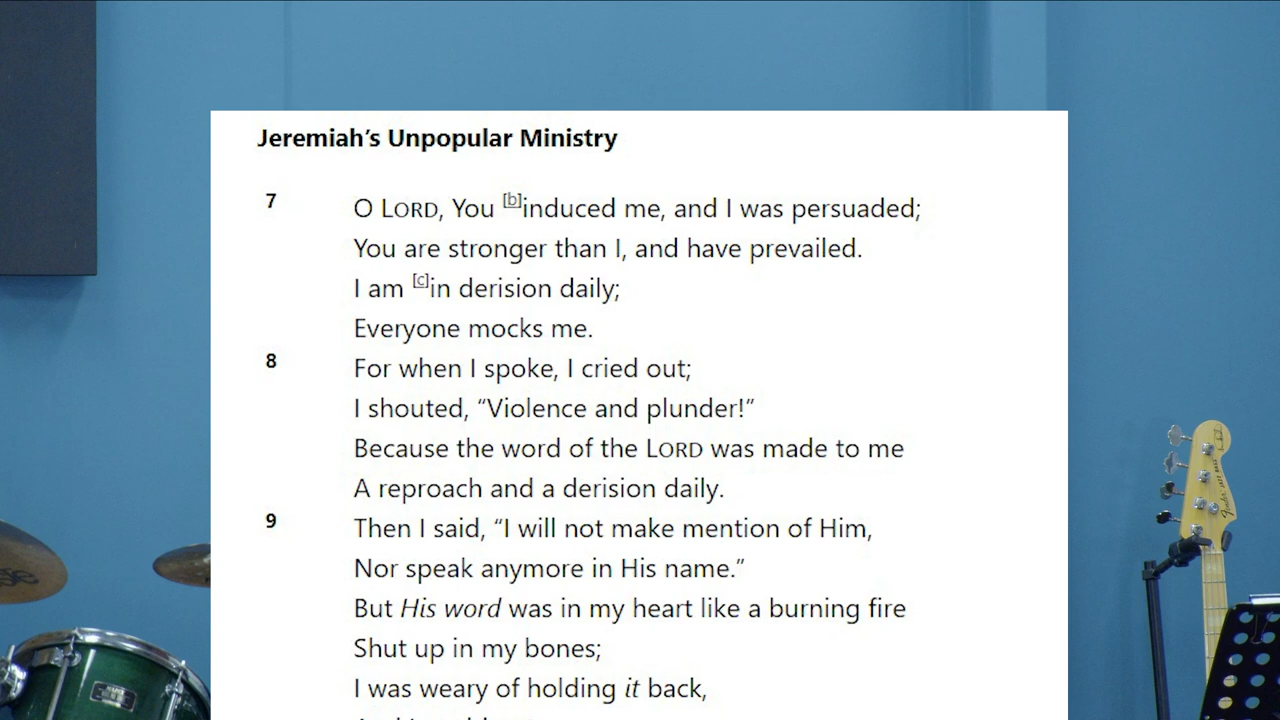 Jeremiah's Unpopular Ministry
7 O LORD, You [b]induced me, and I was persuaded;
You are stronger than I, and have prevailed.
I am [c]in derision daily;
Everyone mocks me.
8 For when I spoke, I cried out;
I shouted, “Violence and plunder!”
Because the word of the LORD was made to me
A reproach and a derision daily.
9 Then I said, “I will not make mention of Him,
Nor speak anymore in His name.”
But His word was in my heart like a burning fire
Shut up in my bones;
I was weary of holding it back,
Fender JAZZ BASS